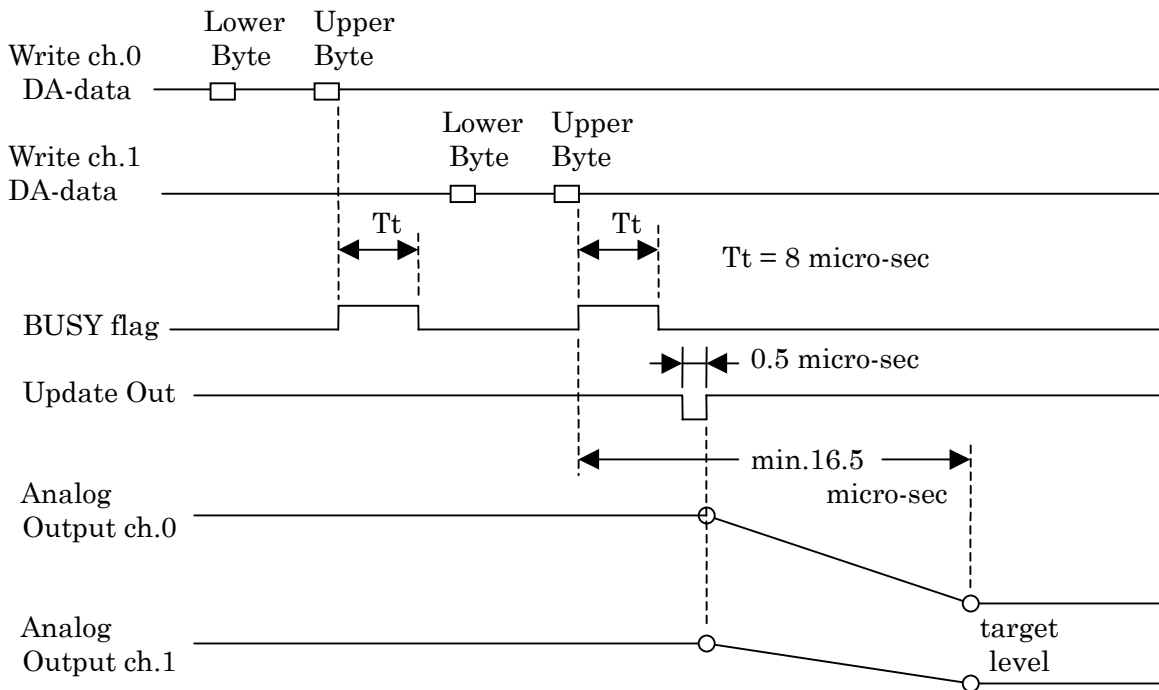 Lower Upper
Write ch.0 Byte Byte
DA-data
Lower Upper
Write ch.1 Byte Byte
DA-data
Tt Tt
Tt = 8 micro-sec
BUSY flag
0.5 micro-sec
Update Out
min.16.5
Analog micro-sec
Output ch.0
Analog target
Output ch.1 level